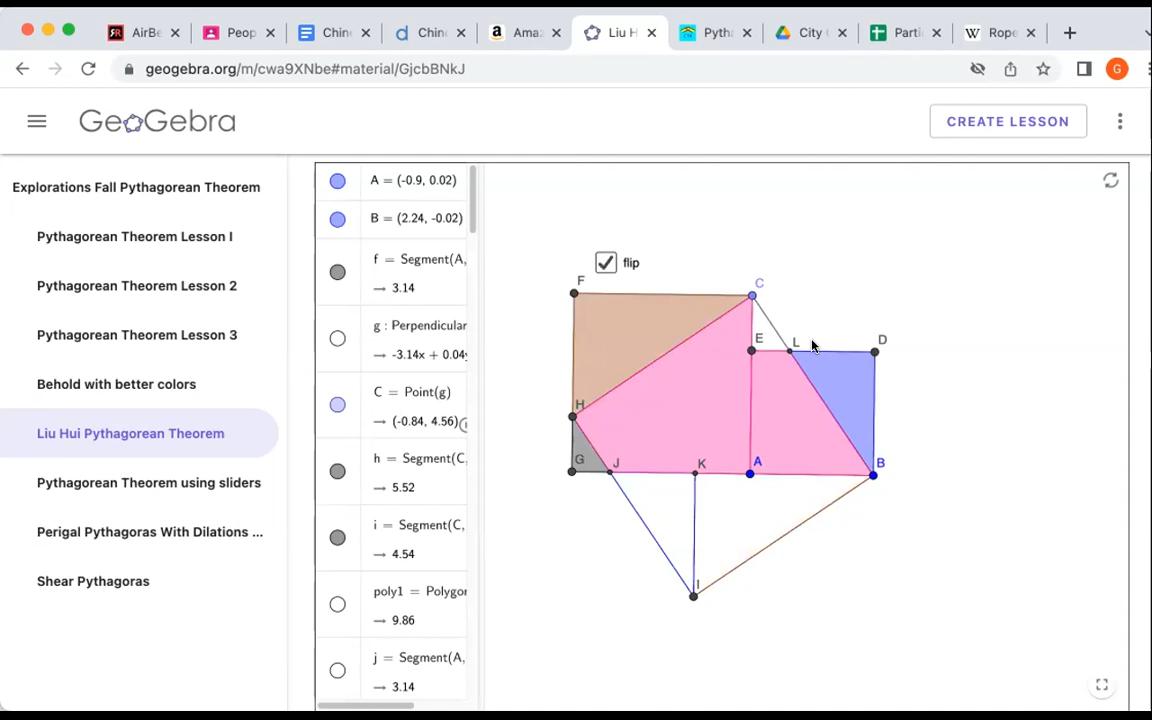 AirBe
Peop
Chine
Chine
Amaz
Liu H
Pytha
City O
Parti
W Rope
geogebra.org/m/cwa9XNbe#material/GjcbBNkJ
G
GeoGebra
CREATE LESSON
Explorations Fall Pythagorean Theorem
Pythagorean Theorem Lesson I
Pythagorean Theorem Lesson 2
Pythagorean Theorem Lesson 3
Behold with better colors
Liu Hui Pythagorean Theorem
Pythagorean Theorem using sliders
Perigal Pythagoras With Dilations ...
Shear Pythagoras
A = (-0.9, 0.02)
B = (2.24, -0.02)
f = Segment(A,
→ 3.14
g : Perpendicular
→ -3.14x + 0.04y
C = Point(g)
→ (-0.84, 4.56)
h = Segment(C,
→ 5.52
i = Segment(C,
→ 4.54
poly1 = Polygon
→ 9.86
j = Segment(A,
→ 3.14
flip
F
C
E
L
D
H
G
J
K
A
B
I